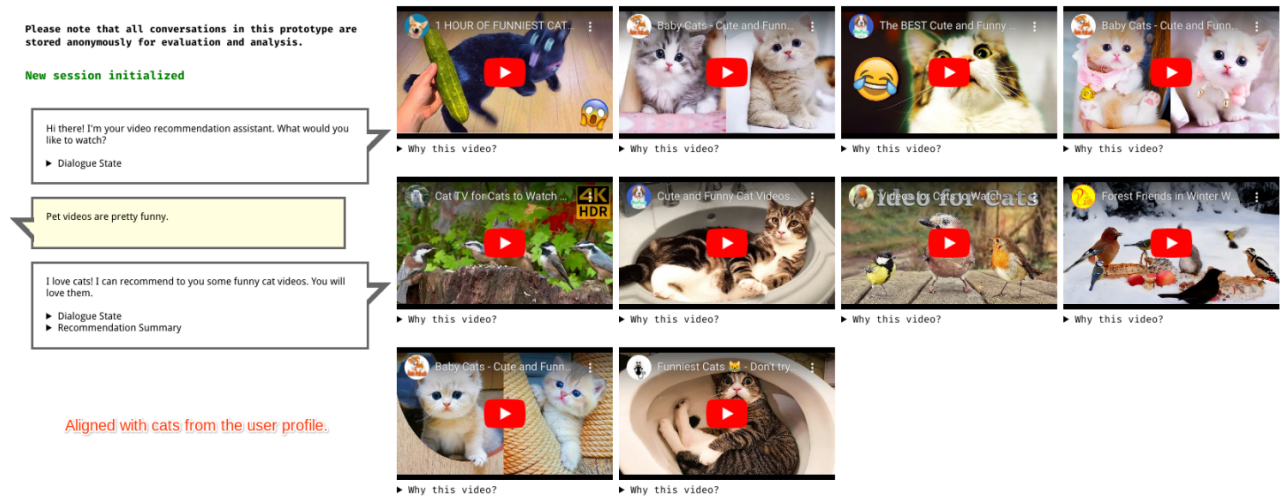 Please note that all conversations in this prototype are
stored anonymously for evaluation and analysis.
New session initialized
Hi there! I'm your video recommendation assistant. What would you
like to watch?
Dialogue State
Pet videos are pretty funny.
I love cats! I can recommend to you some funny cat videos. You will
love them.
Dialogue State
Recommendation Summary
Aligned with cats from the user profile.
1 HOUR OF FUNNIEST CAT...
Baby Cats - Cute and Funn...
The BEST Cute and Funny ...
Baby Cats - Cute and Funn...
Why this video?
Why this video?
Why this video?
Why this video?
Cat TV for Cats to Watch ...
4K
HDR
Cute and Funny Cat Videos...
Videos for Cats to Watch ...
Video for Cats
Forest Friends in Winter W...
Why this video?
Why this video?
Why this video?
Why this video?
Baby Cats - Cute and Funn...
Funniest Cats 😹 - Don't try...
Why this video?
Why this video?